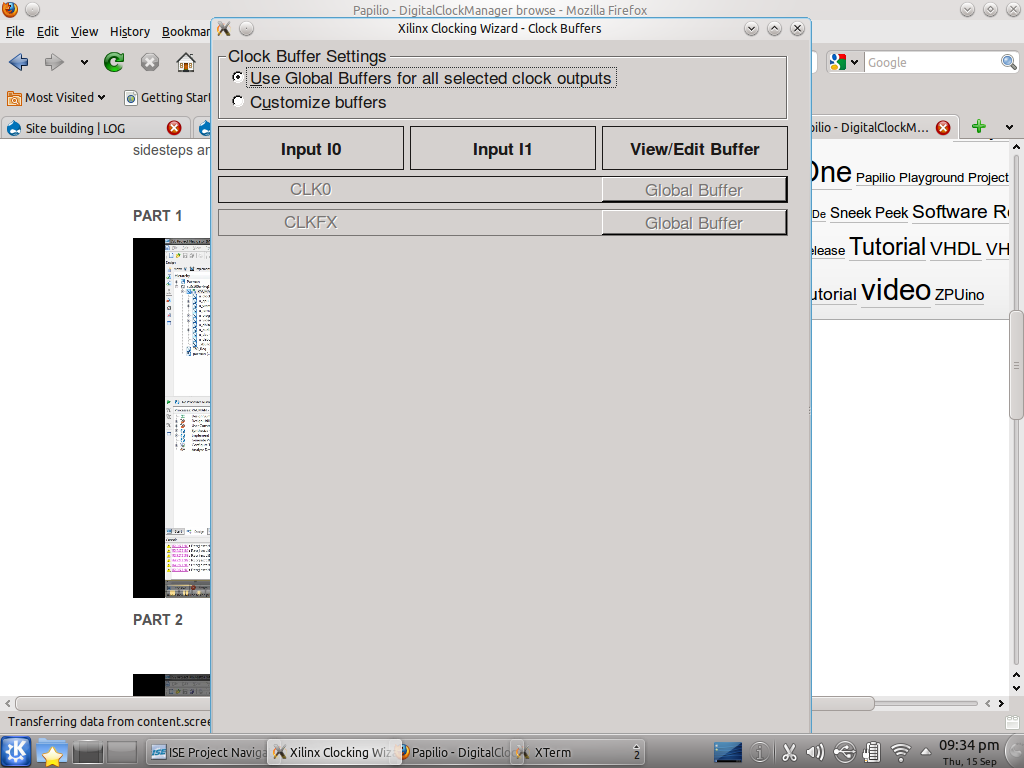 Papilio - DigitalClockManager browse - Mozilla Firefox
Xilinx Clocking Wizard - Clock Buffers
File Edit View History Bookmar
Google
Most Visited
Getting Start
Site building | LOG
pilio - DigitalClockM...
Clock Buffer Settings
Use Global Buffers for all selected clock outputs
Customize buffers
Input I0 Input I1 View/Edit Buffer
CLK0 Global Buffer
CLKFX Global Buffer
sidesteps an
PART 1
PART 2
One Papilio Playground Project
De Sneek Peek Software Re
elease Tutorial VHDL VH
utorial video ZPUino
Transferring data from content.scree
ISE Project Naviga
Xilinx Clocking Wiz
Papilio - DigitalClo
XTerm
2
09:34 pm
Thu, 15 Sep